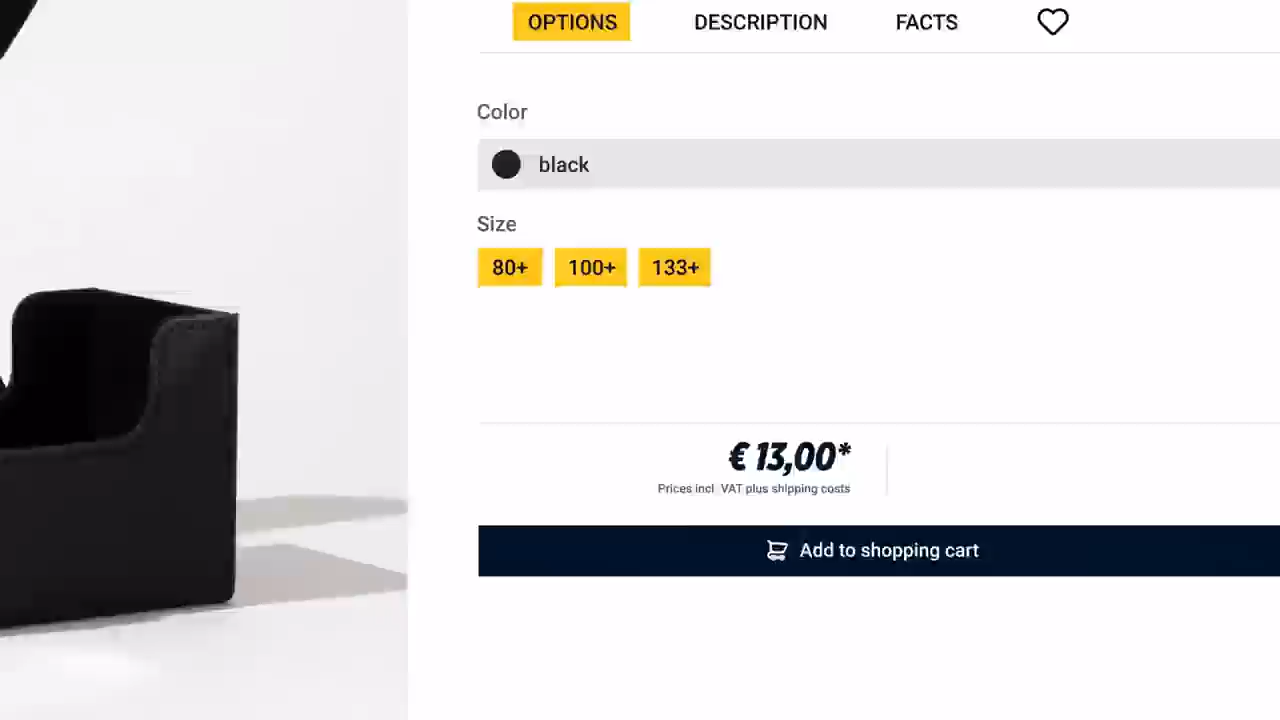 OPTIONS DESCRIPTION FACTS
Color
black
Size
80+ 100+ 133+
€ 13,00*
Prices incl. VAT plus shipping costs
Add to shopping cart